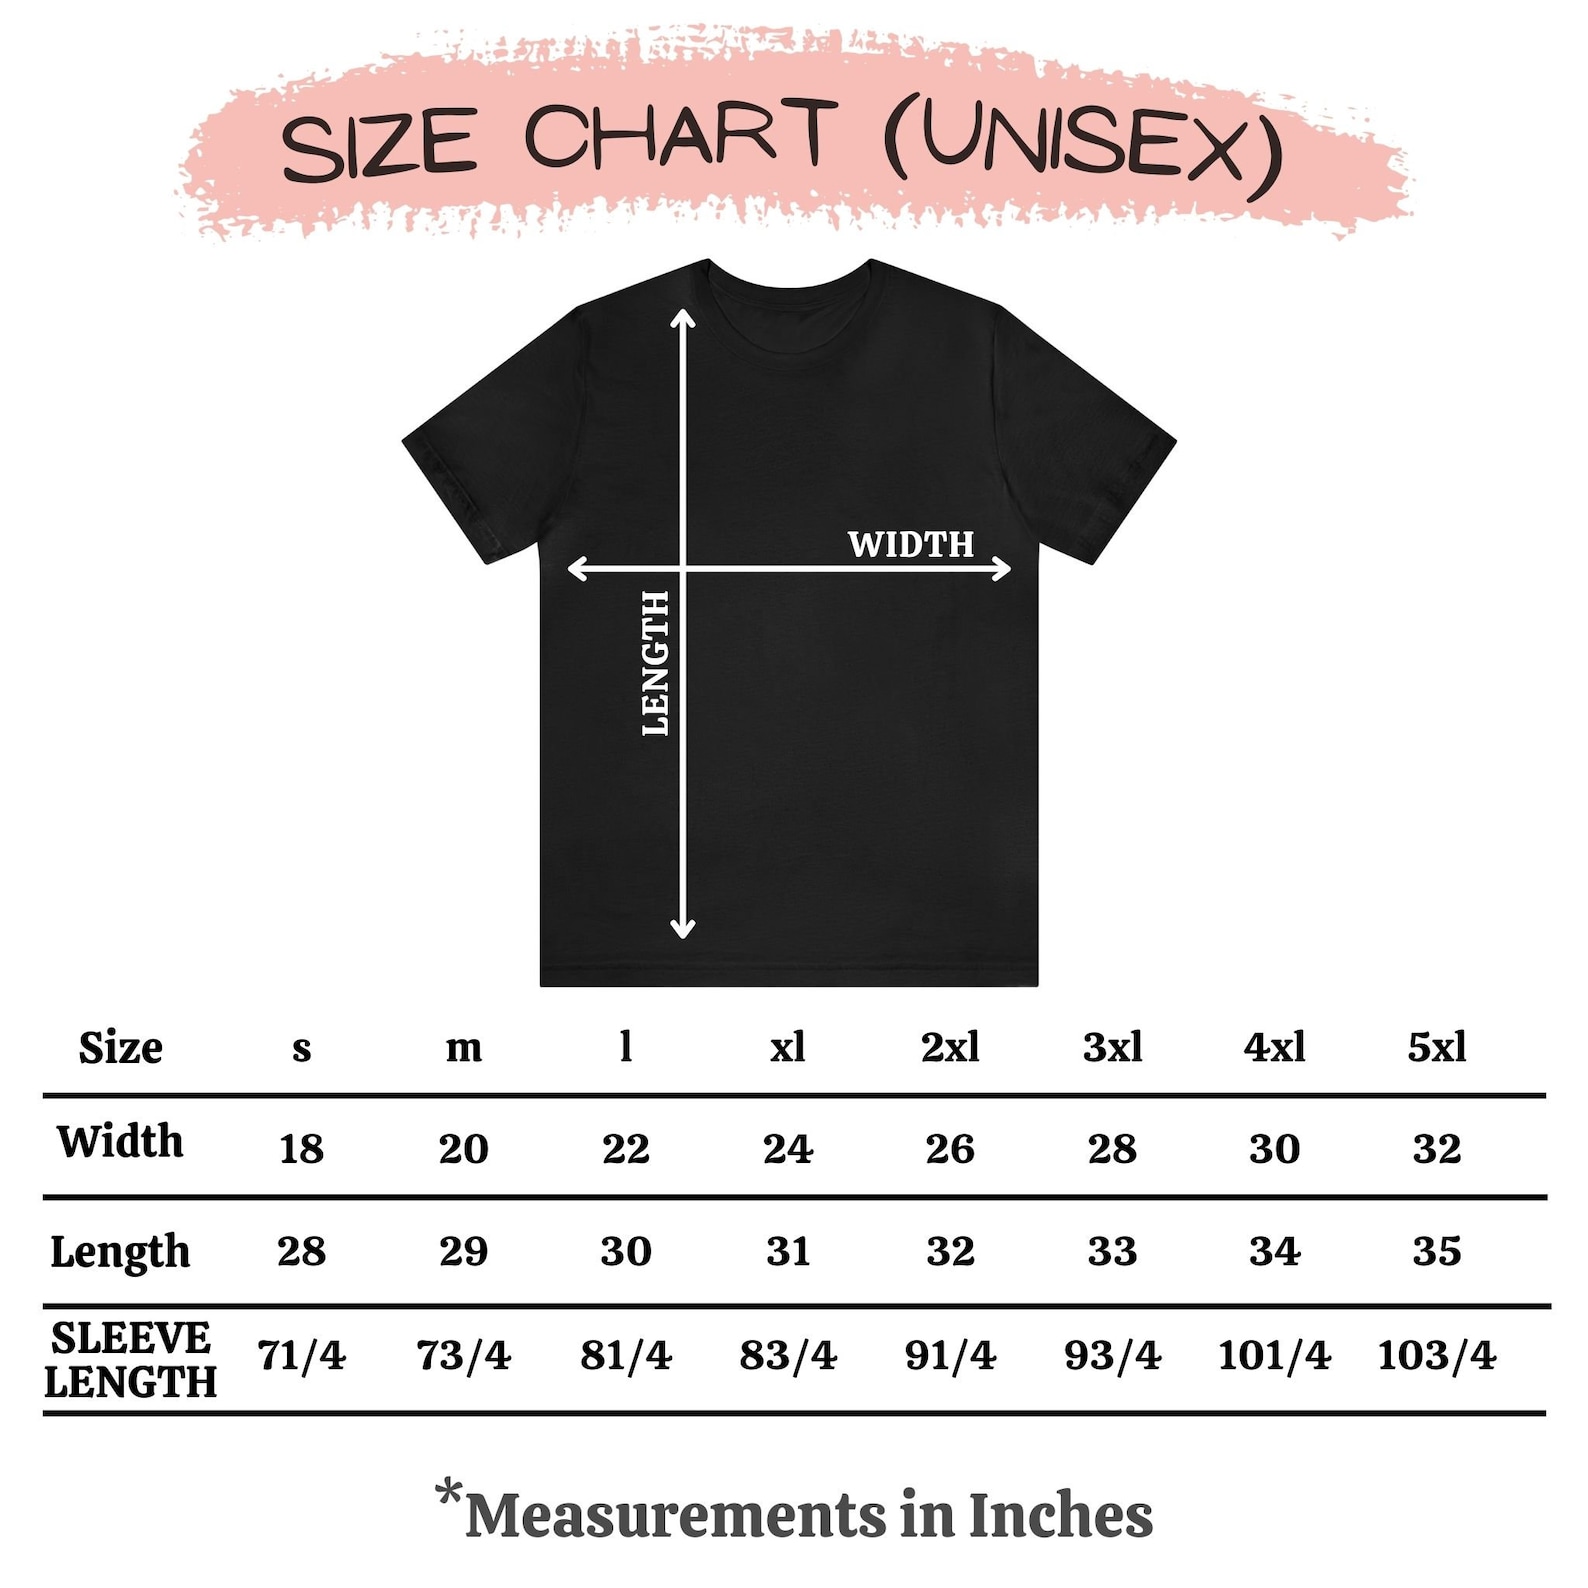 SIZE CHART (UNISEX)
WIDTH
LENGTH
Size s m l xl 2xl 3xl 4xl 5xl
Width 18 20 22 24 26 28 30 32
Length 28 29 30 31 32 33 34 35
SLEEVE LENGTH 71/4 73/4 81/4 83/4 91/4 93/4 101/4 103/4
*Measurements in Inches